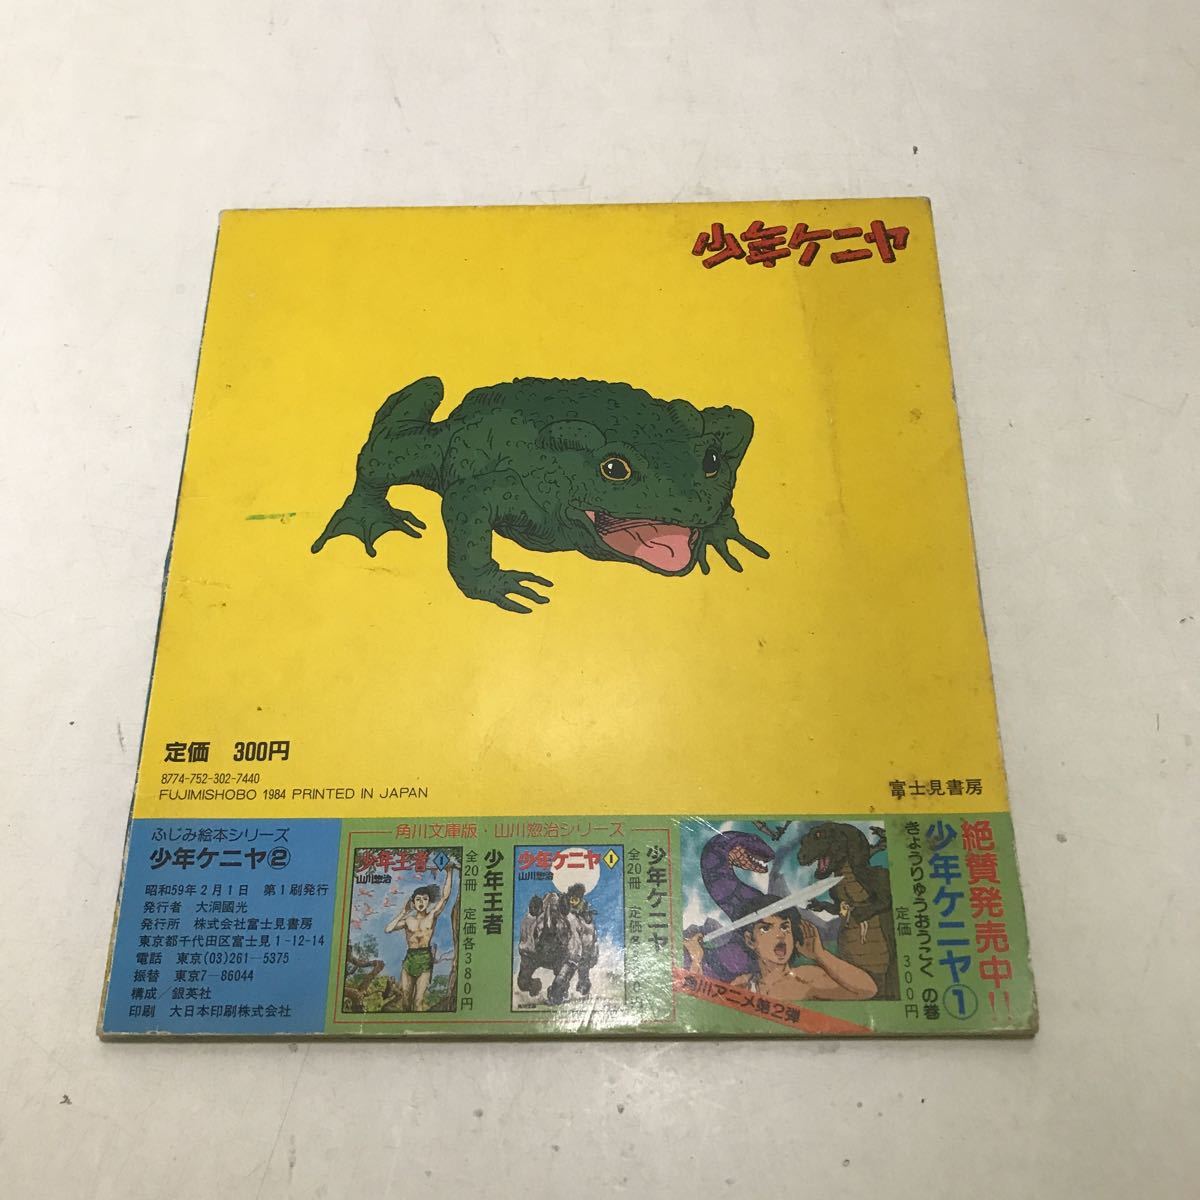 少年ケニヤ
定価 300円
8774-752-302-7440
FUJIMISHOBO 1984 PRINTED IN JAPAN
富士見書房
ふじみ絵本シリーズ
少年ケニヤ②
昭和59年2月1日 第1刷発行
発行者 大洞國光
発行所 株式会社富士見書房
東京都千代田区富士見1-12-14
電話 東京(03)261-5375
振替 東京7-86044
構成/銀英社
印刷 大日本印刷株式会社
角川文庫版・山川惣治シリーズ
少年王者 1
山川惣治
少年王者
全20冊 定価各380円
少年ケニヤ 1
山川惣治
少年ケニヤ
全20冊 定価各
円
絶賛発売中!!
少年ケニヤ①
きょうりゅうおうこくの巻
定価 300円
角川アニメ第2弾